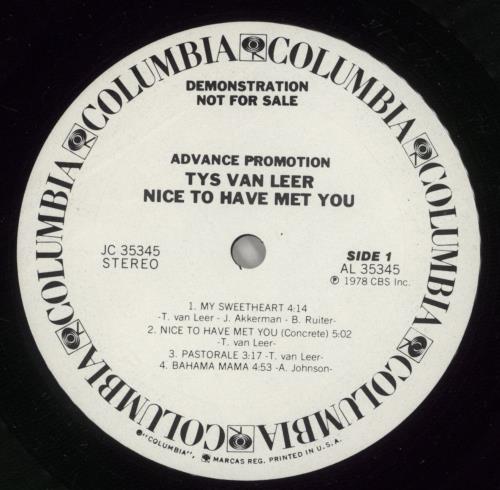 COLUMBIA COLUMBIA COLUMBIA COLUMBIA COLUMBIA COLUMBIA COLUMBIA
DEMONSTRATION
NOT FOR SALE
ADVANCE PROMOTION
TYS VAN LEER
NICE TO HAVE MET YOU
JC 35345
STEREO
SIDE 1
AL 35345
℗ 1978 CBS Inc.
1. MY SWEETHEART 4:14
-T. van Leer - J. Akkerman - B. Ruiter-
2. NICE TO HAVE MET YOU (Concrete) 5:02
-T. van Leer-
3. PASTORALE 3:17 -T. van Leer-
4. BAHAMA MAMA 4:53 -A. Johnson-
®"COLUMBIA", MARCAS REG. PRINTED IN U.S.A.